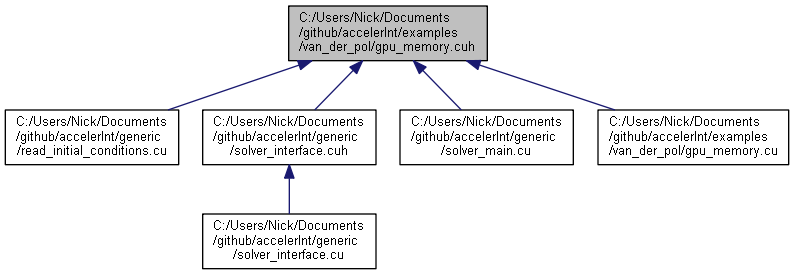 C:/Users/Nick/Documents
/github/accelerInt/examples
/van_der_pol/gpu_memory.cuh
C:/Users/Nick/Documents
/github/accelerInt/generic
/read_initial_conditions.cu
C:/Users/Nick/Documents
/github/accelerInt/generic
/solver_interface.cuh
C:/Users/Nick/Documents
/github/accelerInt/generic
/solver_main.cu
C:/Users/Nick/Documents
/github/accelerInt/examples
/van_der_pol/gpu_memory.cu
C:/Users/Nick/Documents
/github/accelerInt/generic
/solver_interface.cu